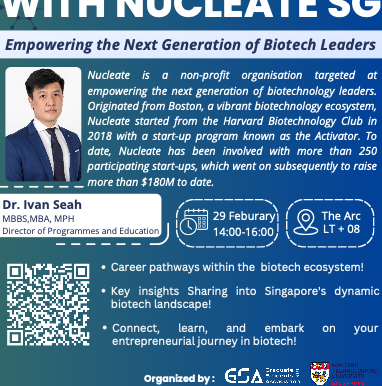 WITH NUCLEATE SG
Empowering the Next Generation of Biotech Leaders
Nucleate is a non-profit organisation targeted at
empowering the next generation of biotechnology leaders.
Originated from Boston, a vibrant biotechnology ecosystem,
Nucleate started from the Harvard Biotechnology Club in
2018 with a start-up program known as the Activator. To
date, Nucleate has been involved with more than 250
participating start-ups, which went on subsequently to raise
more than $180M to date.
Dr. Ivan Seah
MBBS,MBA, MPH
Director of Programmes and Education
29 Feburary
14:00-16:00
The Arc
LT + 08
• Career pathways within the biotech ecosystem!
• Key insights Sharing into Singapore's dynamic
biotech landscape!
• Connect, learn, and embark on your
entrepreneurial journey in biotech!
Organized by :
GSA
Graduate
Students
Association